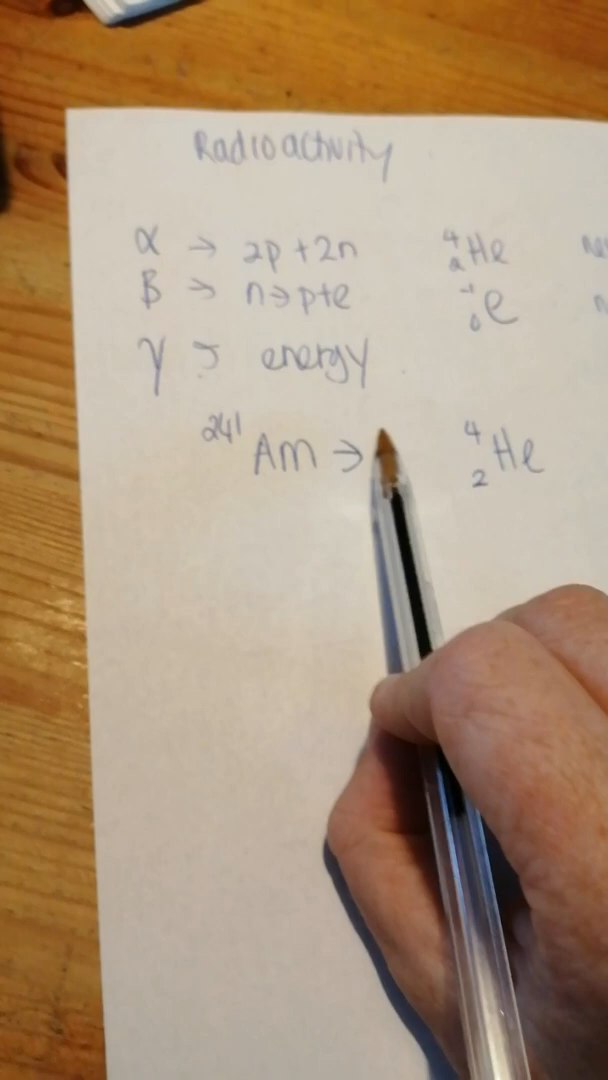 Radioactivity
α → 2p + 2n ⁴₂He
β → n→p+e ⁻¹₀e
γ → energy
²⁴¹Am → ⁴₂He